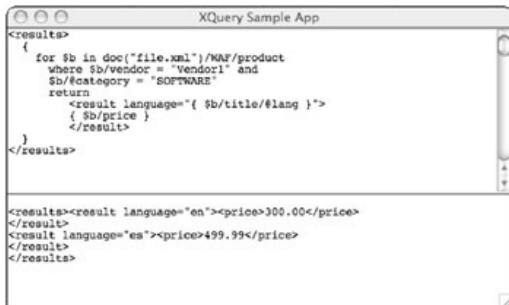 XQuery Sample App
<results>
  {
    for $b in doc("file.xml")/WAF/product
      where $b/vendor = "Vendor1" and
      $b/@category = "SOFTWARE"
      return
        <result language="{ $b/title/@lang }">
        { $b/price }
        </result>
  }
</results>
<results><result language="en"><price>300.00</price>
</result>
<result language="es"><price>499.99</price>
</result>
</results>